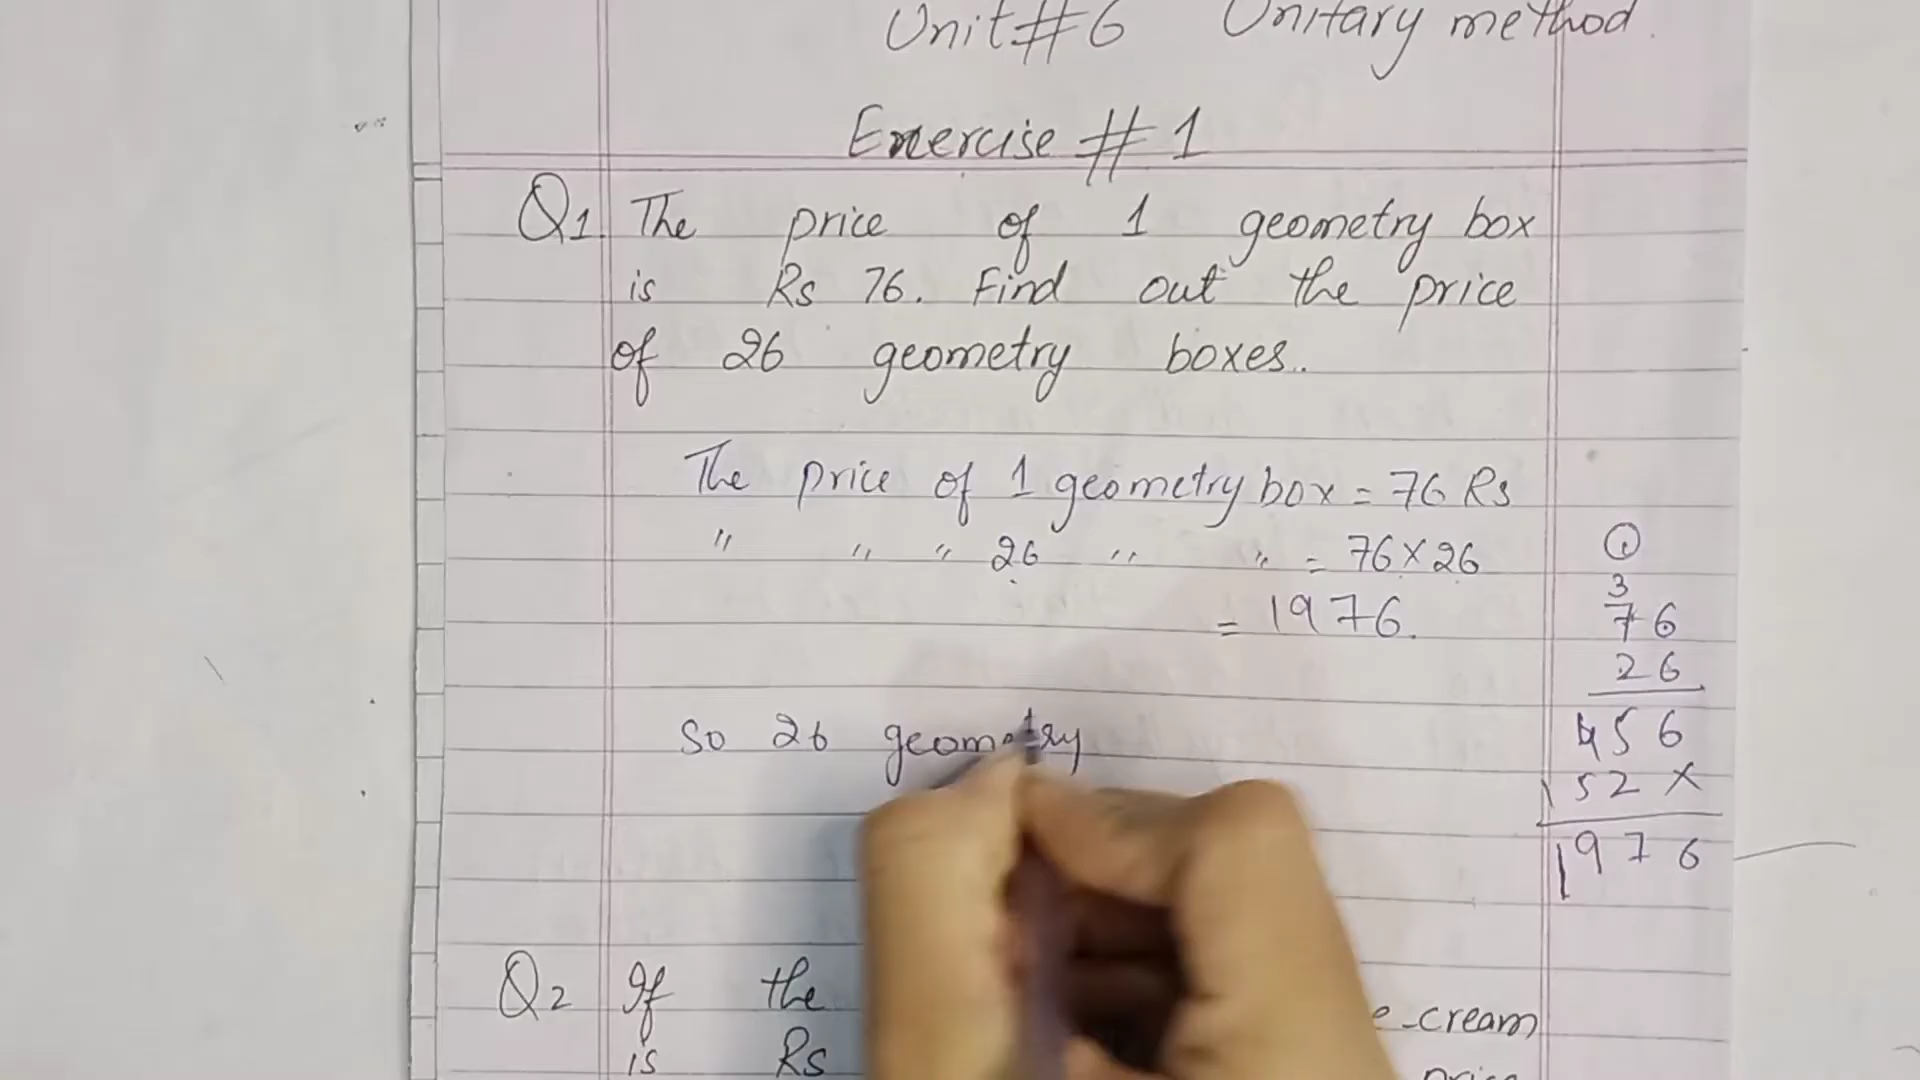 Unit#6 Unitary method.
Exercise # 1
Q1. The price of 1 geometry box
is Rs 76. Find out the price
of 26 geometry boxes..
The price of 1 geometry box = 76 Rs
" " " 26 " " = 76×26
= 1976.
So 26 geometry
1
3
76
26
456
152×
1976
Q2 If the e-cream
is Rs price